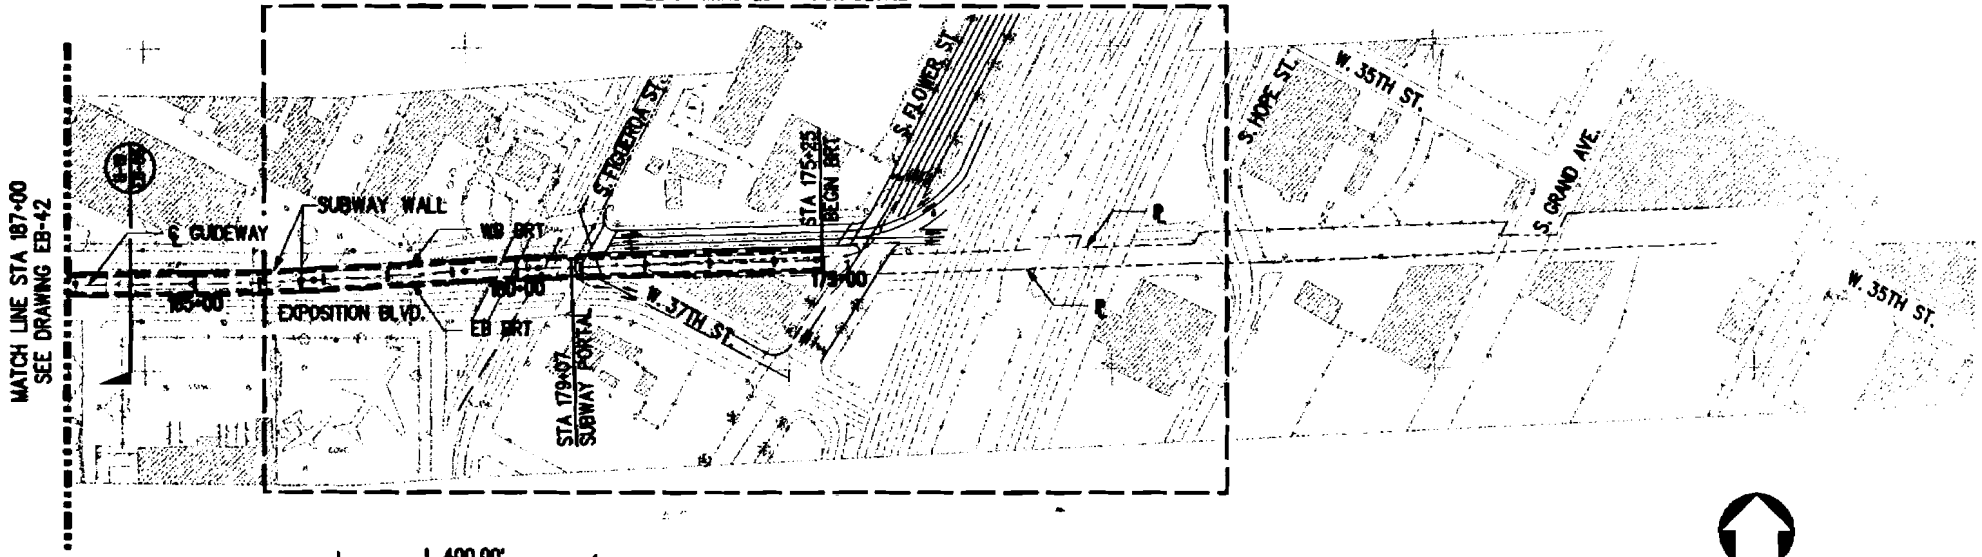 S. FLOWER ST.
S. HOPE ST.
W. 35TH ST.
S. FIGUEROA ST.
S. GRAND AVE.
STA 175+25
BEGIN BRT
MATCH LINE STA 187+00
SEE DRAWING EB-42
SUBWAY WALL
℄ GUIDEWAY
WB BRT
185+00
180+00
175+00
EXPOSITION BLVD.
EB BRT
W. 37TH ST.
W. 35TH ST.
STA 179+07
SUBWAY PORTAL
400.00'